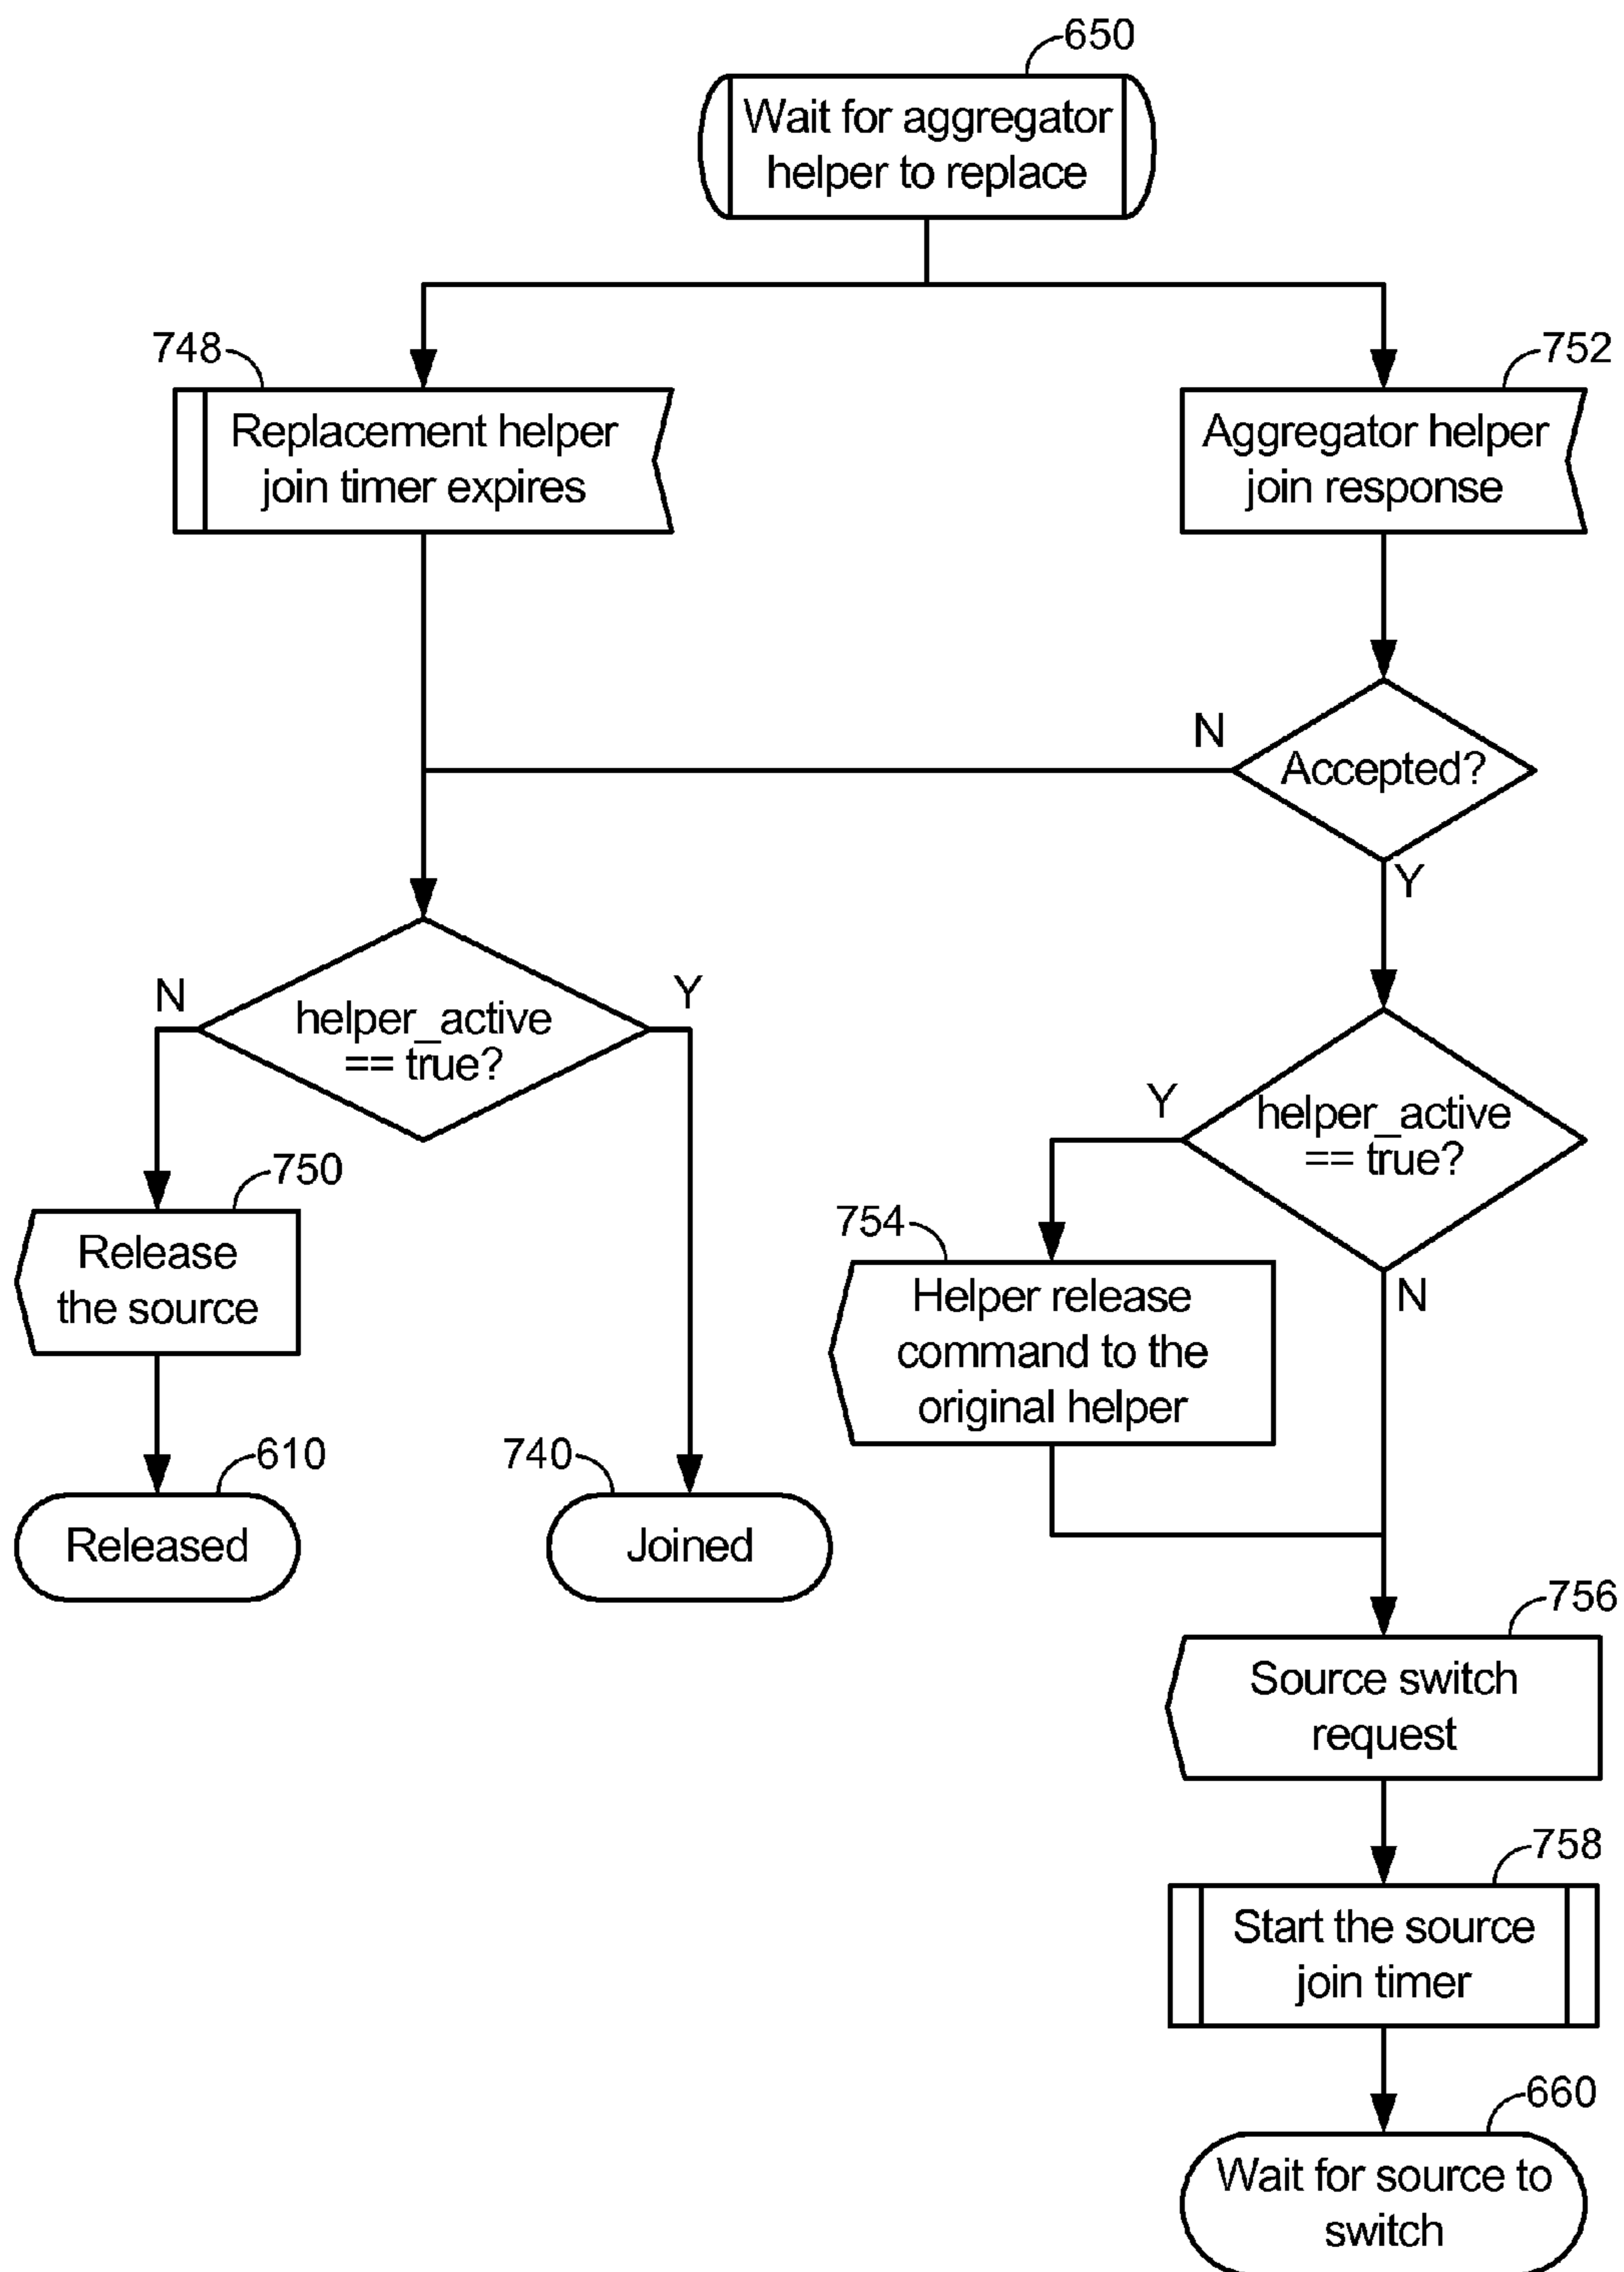 650
Wait for aggregator
helper to replace
748
Replacement helper
join timer expires
752
Aggregator helper
join response
N
Accepted?
Y
N
helper_active
== true?
Y
Y
helper_active
== true?
N
750
Release
the source
754
Helper release
command to the
original helper
610
Released
740
Joined
756
Source switch
request
758
Start the source
join timer
660
Wait for source to
switch